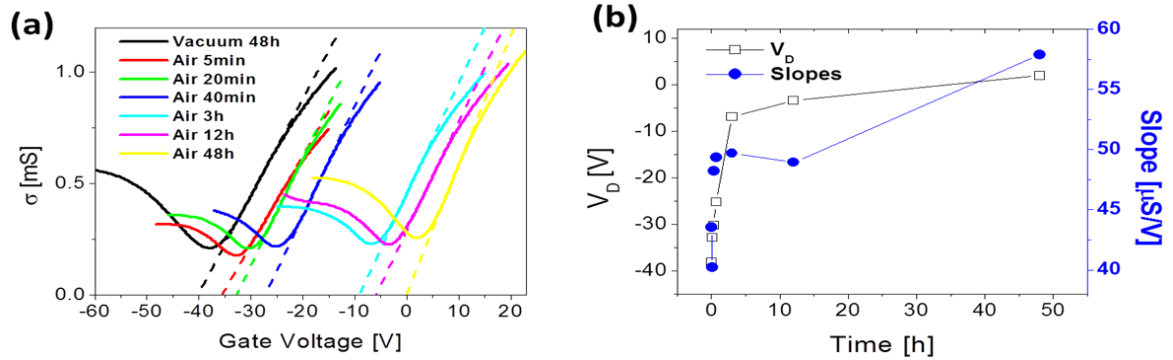 (a)
Vacuum 48h
Air 5min
Air 20min
Air 40min
Air 3h
Air 12h
Air 48h
σ [mS]
1.0
0.5
0.0
-60 -50 -40 -30 -20 -10 0 10 20
Gate Voltage [V]
(b)
V_D
Slopes
V_D [V]
10
0
-10
-20
-30
-40
0 10 20 30 40 50
Time [h]
60
55
50
45
40
Slope [µS/V]